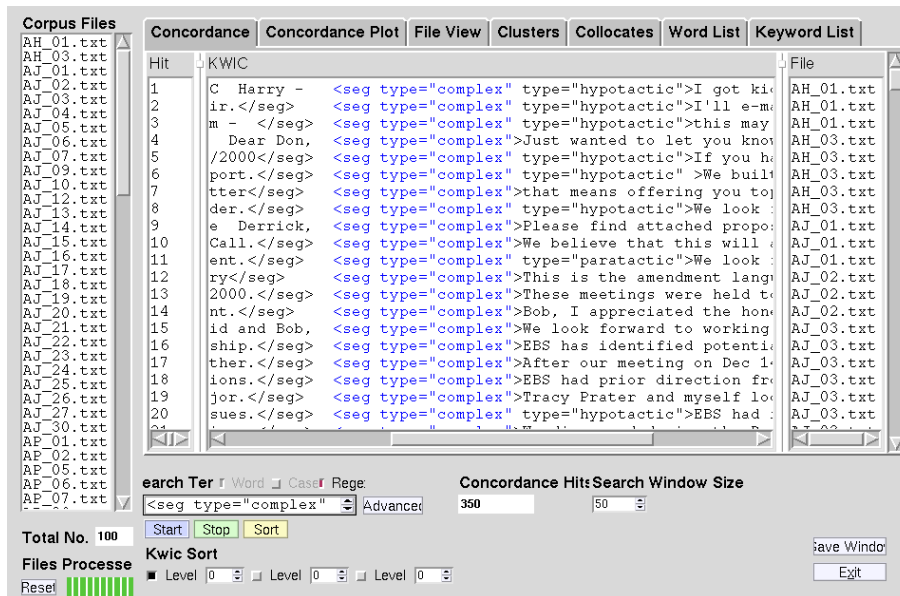 Corpus Files
AH_01.txt
AH_03.txt
AJ_01.txt
AJ_02.txt
AJ_03.txt
AJ_04.txt
AJ_05.txt
AJ_06.txt
AJ_07.txt
AJ_09.txt
AJ_10.txt
AJ_12.txt
AJ_13.txt
AJ_14.txt
AJ_15.txt
AJ_16.txt
AJ_17.txt
AJ_18.txt
AJ_19.txt
AJ_20.txt
AJ_21.txt
AJ_22.txt
AJ_23.txt
AJ_24.txt
AJ_25.txt
AJ_26.txt
AJ_27.txt
AJ_30.txt
AP_01.txt
AP_02.txt
AP_05.txt
AP_06.txt
AP_07.txt
Total No. 100
Files Processe
Reset
Concordance Concordance Plot File View Clusters Collocates Word List Keyword List
Hit KWIC File
1 C Harry - <seg type="complex" type="hypotactic">I got kic AH_01.txt
2 ir.</seg> <seg type="complex" type="hypotactic">I'll e-ma AH_01.txt
3 m - </seg> <seg type="complex" type="hypotactic">this may AH_01.txt
4 Dear Don, <seg type="complex">Just wanted to let you know AH_03.txt
5 /2000</seg> <seg type="complex" type="hypotactic">If you ha AH_03.txt
6 port.</seg> <seg type="complex" type="hypotactic" >We built AH_03.txt
7 tter</seg> <seg type="complex">that means offering you top AH_03.txt
8 der.</seg> <seg type="complex" type="hypotactic">We look AH_03.txt
9 e Derrick, <seg type="complex">Please find attached propo AJ_01.txt
10 Call.</seg> <seg type="complex">We believe that this will a AJ_01.txt
11 ent.</seg> <seg type="complex" type="paratactic">We look AJ_01.txt
12 ry</seg> <seg type="complex">This is the amendment langu AJ_02.txt
13 2000.</seg> <seg type="complex">These meetings were held to AJ_02.txt
14 nt.</seg> <seg type="complex">Bob, I appreciated the hone AJ_02.txt
15 id and Bob, <seg type="complex">We look forward to working AJ_03.txt
16 ship.</seg> <seg type="complex">EBS has identified potentia AJ_03.txt
17 ther.</seg> <seg type="complex">After our meeting on Dec 14 AJ_03.txt
18 ions.</seg> <seg type="complex">EBS had prior direction fro AJ_03.txt
19 jor.</seg> <seg type="complex">Tracy Prater and myself loo AJ_03.txt
20 sues.</seg> <seg type="complex" type="hypotactic">EBS had AJ_03.txt
earch Ter Word Case Rege Concordance Hits Search Window Size
<seg type="complex" Advanced 350 50
Start Stop Sort
Kwic Sort
Level 0 Level 0 Level 0
Save Windo
Exit